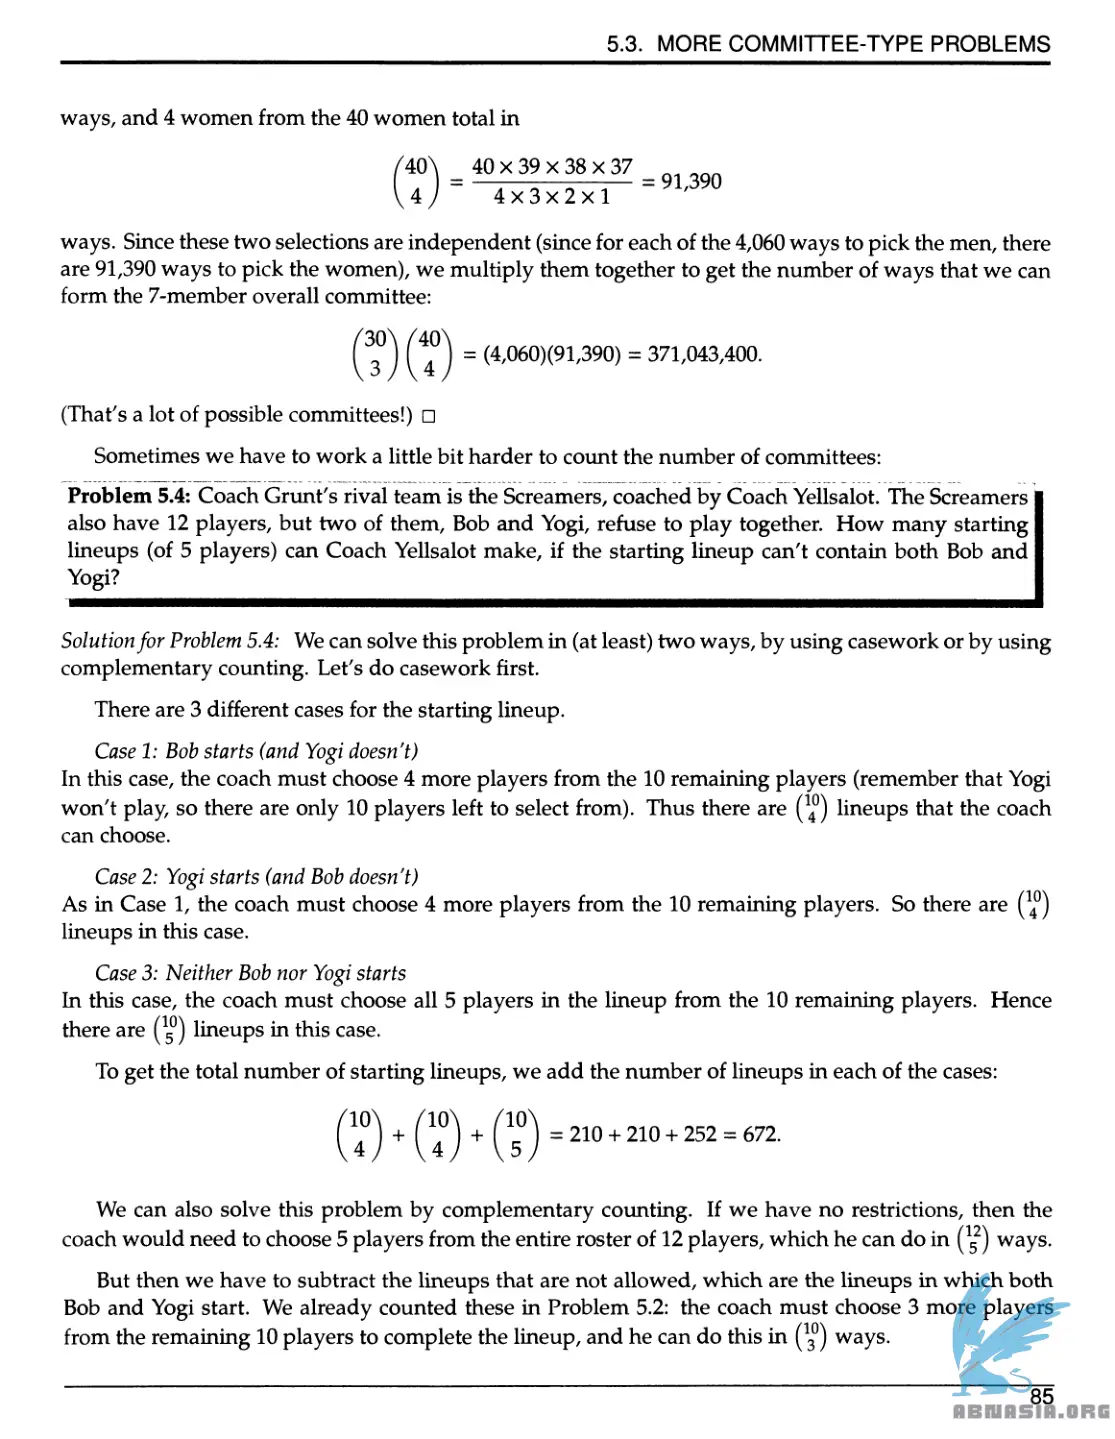 5.3. MORE COMMITTEE-TYPE PROBLEMS
ways, and 4 women from the 40 women total in
(40 4) = 40 × 39 × 38 × 37 / 4 × 3 × 2 × 1 = 91,390
ways. Since these two selections are independent (since for each of the 4,060 ways to pick the men, there
are 91,390 ways to pick the women), we multiply them together to get the number of ways that we can
form the 7-member overall committee:
(30 3)(40 4) = (4,060)(91,390) = 371,043,400.
(That's a lot of possible committees!) □
Sometimes we have to work a little bit harder to count the number of committees:
Problem 5.4: Coach Grunt's rival team is the Screamers, coached by Coach Yellsalot. The Screamers
also have 12 players, but two of them, Bob and Yogi, refuse to play together. How many starting
lineups (of 5 players) can Coach Yellsalot make, if the starting lineup can't contain both Bob and
Yogi?
Solution for Problem 5.4: We can solve this problem in (at least) two ways, by using casework or by using
complementary counting. Let's do casework first.
There are 3 different cases for the starting lineup.
Case 1: Bob starts (and Yogi doesn't)
In this case, the coach must choose 4 more players from the 10 remaining players (remember that Yogi
won't play, so there are only 10 players left to select from). Thus there are (10 4) lineups that the coach
can choose.
Case 2: Yogi starts (and Bob doesn't)
As in Case 1, the coach must choose 4 more players from the 10 remaining players. So there are (10 4)
lineups in this case.
Case 3: Neither Bob nor Yogi starts
In this case, the coach must choose all 5 players in the lineup from the 10 remaining players. Hence
there are (10 5) lineups in this case.
To get the total number of starting lineups, we add the number of lineups in each of the cases:
(10 4) + (10 4) + (10 5) = 210 + 210 + 252 = 672.
We can also solve this problem by complementary counting. If we have no restrictions, then the
coach would need to choose 5 players from the entire roster of 12 players, which he can do in (12 5) ways.
But then we have to subtract the lineups that are not allowed, which are the lineups in which both
Bob and Yogi start. We already counted these in Problem 5.2: the coach must choose 3 more players
from the remaining 10 players to complete the lineup, and he can do this in (10 3) ways.
85
ABNASIA.ORG